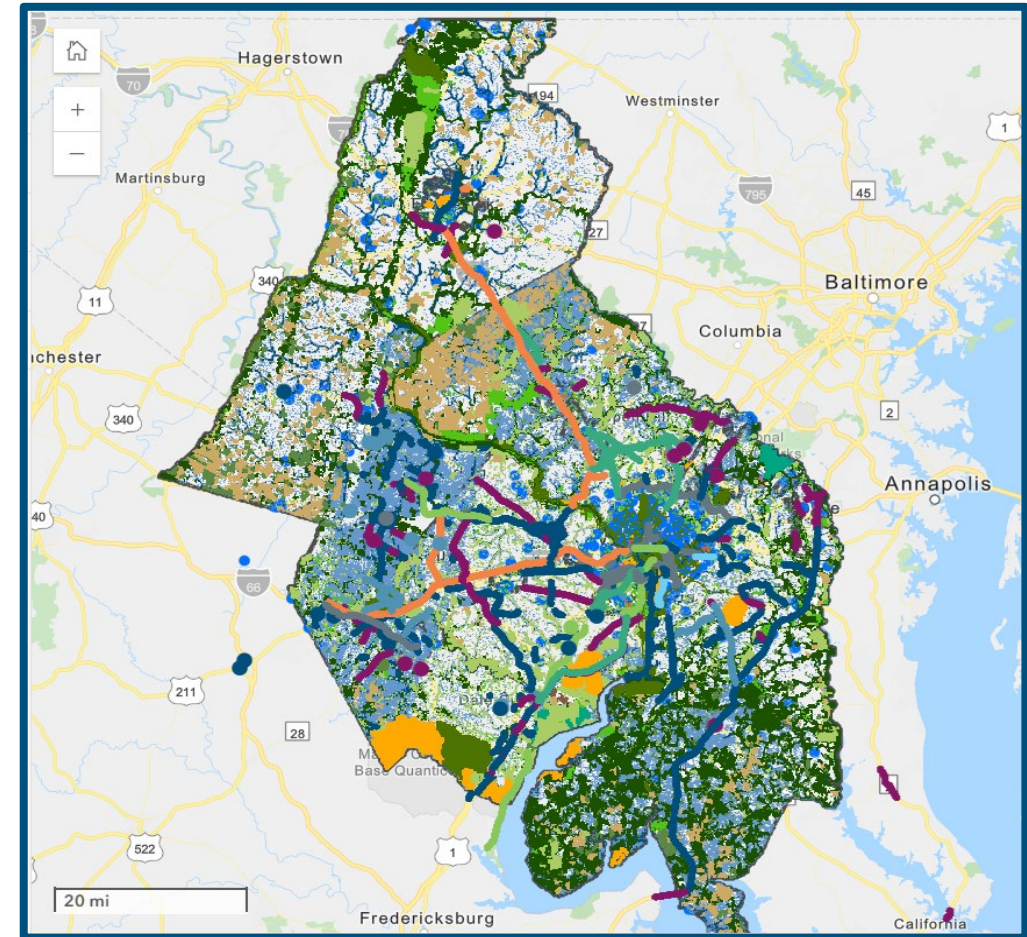 Hagerstown
+
194
Westminster
−
70
1
Martinsburg
795
45
27
340
Baltimore
11
Columbia
nchester
340
2
Annapolis
40
66
211
28
Base Quantico
522
1
20 mi
Fredericksburg
California